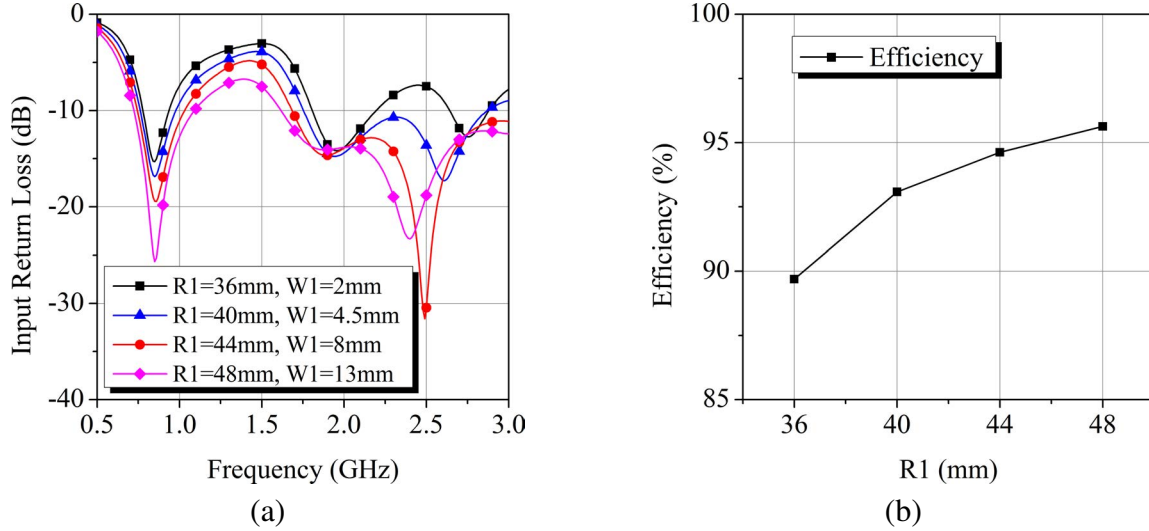 0
-10
-20
-30
-40
Input Return Loss (dB)
R1=36mm, W1=2mm
R1=40mm, W1=4.5mm
R1=44mm, W1=8mm
R1=48mm, W1=13mm
0.5 1.0 1.5 2.0 2.5 3.0
Frequency (GHz)
(a)
100
95
90
85
Efficiency (%)
Efficiency
36 40 44 48
R1 (mm)
(b)